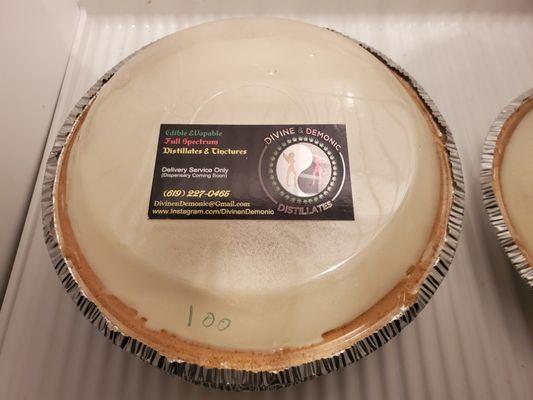 Edible & Vapable
Full Spectrum
Distillates & Tinctures
Delivery Service Only
(Dispensary Coming Soon)
(619) 227-0465
DivinenDemonic@Gmail.com
www.Instagram.com/DivinenDemonic
DIVINE & DEMONIC
DISTILLATES
100